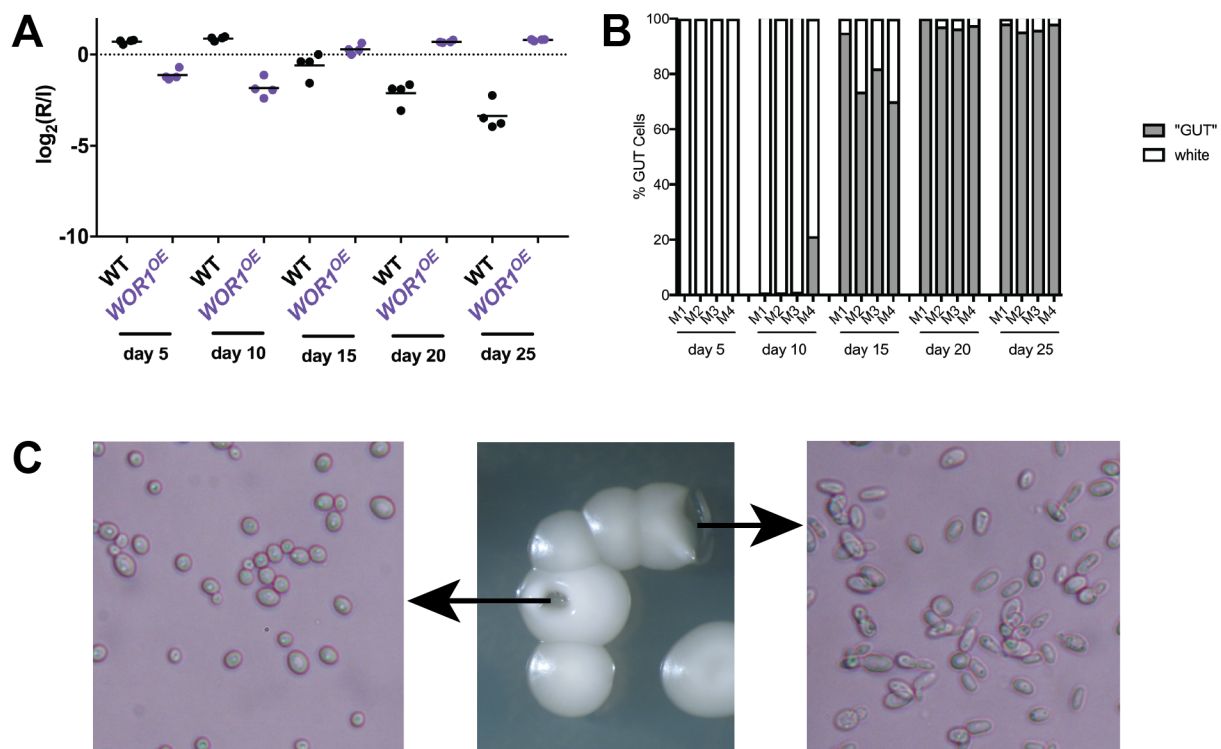 A
log2(R/I)
0
-5
-10
WT
WOR1OE
WT
WOR1OE
WT
WOR1OE
WT
WOR1OE
WT
WOR1OE
day 5
day 10
day 15
day 20
day 25
B
% GUT Cells
100
80
60
40
20
0
M1
M2
M3
M4
M1
M2
M3
M4
M1
M2
M3
M4
M1
M2
M3
M4
M1
M2
M3
M4
day 5
day 10
day 15
day 20
day 25
"GUT"
white
C